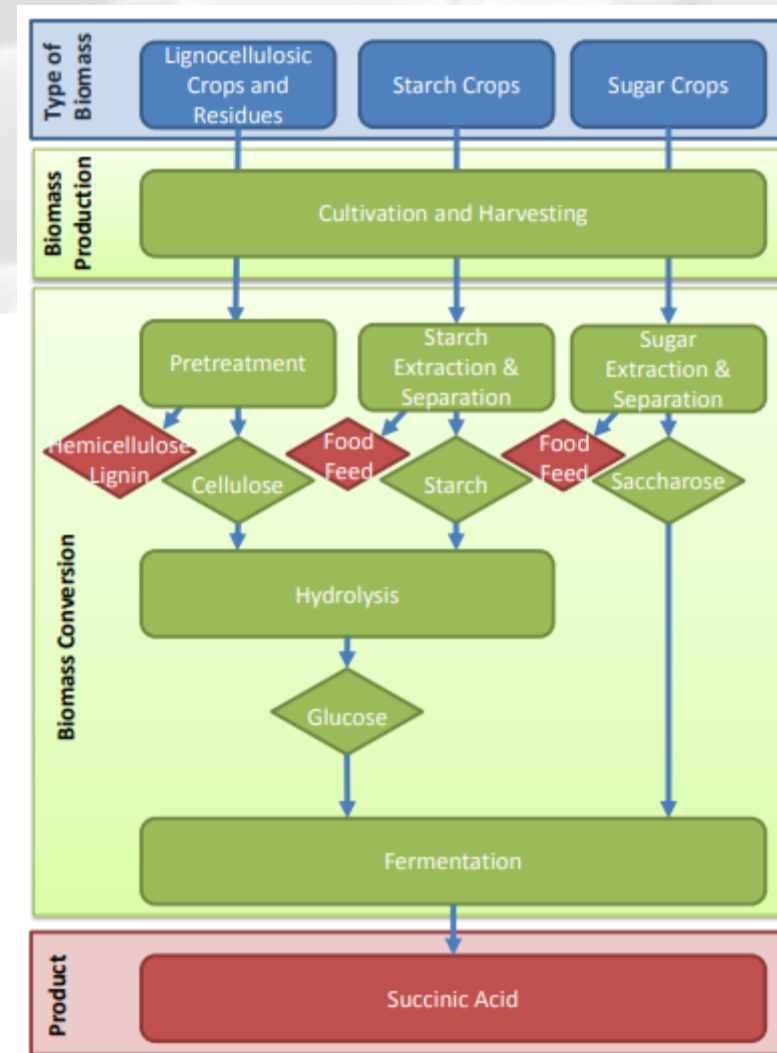 Type of
Biomass
Lignocellulosic
Crops and
Residues
Starch Crops
Sugar Crops
Biomass
Production
Cultivation and Harvesting
Biomass Conversion
Pretreatment
Starch
Extraction &
Separation
Sugar
Extraction &
Separation
Hemicellulose
Lignin
Cellulose
Food
Feed
Starch
Food
Feed
Saccharose
Hydrolysis
Glucose
Fermentation
Product
Succinic Acid